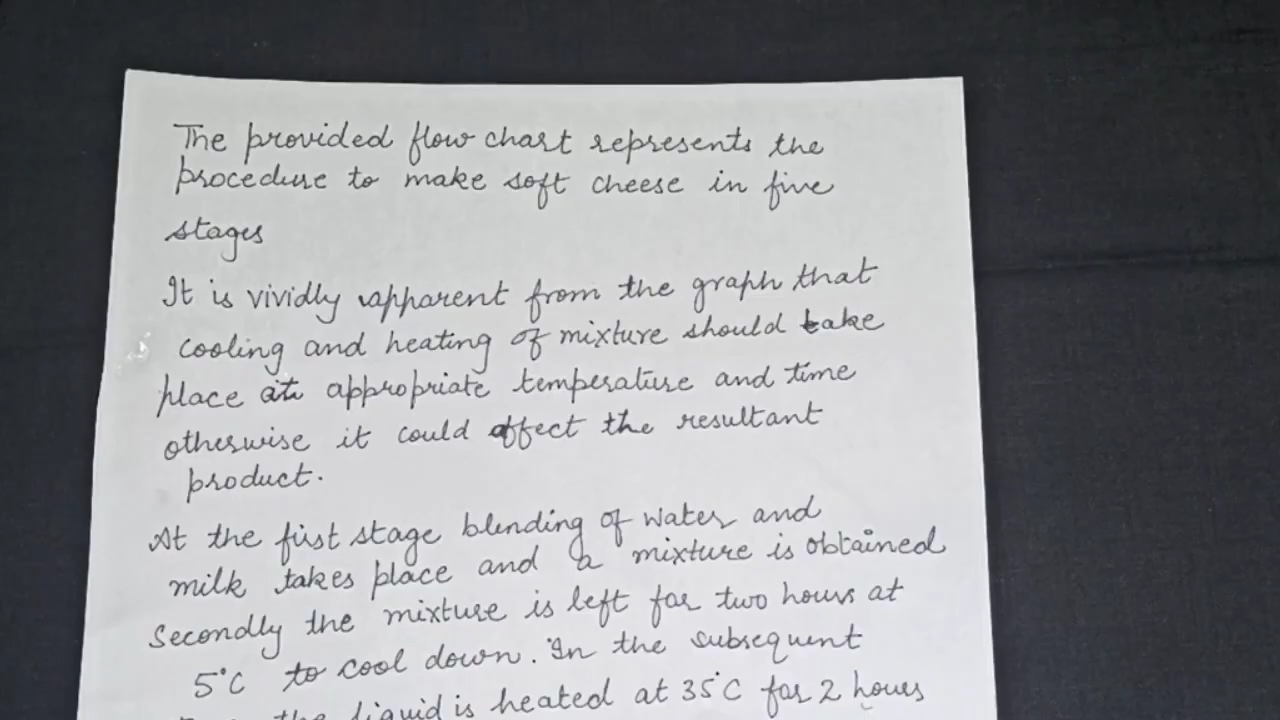 The provided flow chart represents the
procedure to make soft cheese in five
stages
It is vividly apparent from the graph that
cooling and heating of mixture should take
place at appropriate temperature and time
otherwise it could affect the resultant
product.
At the first stage blending of water and
milk takes place and a mixture is obtained
Secondly the mixture is left for two hours at
5°C to cool down. In the subsequent
the liquid is heated at 35°C for 2 hours